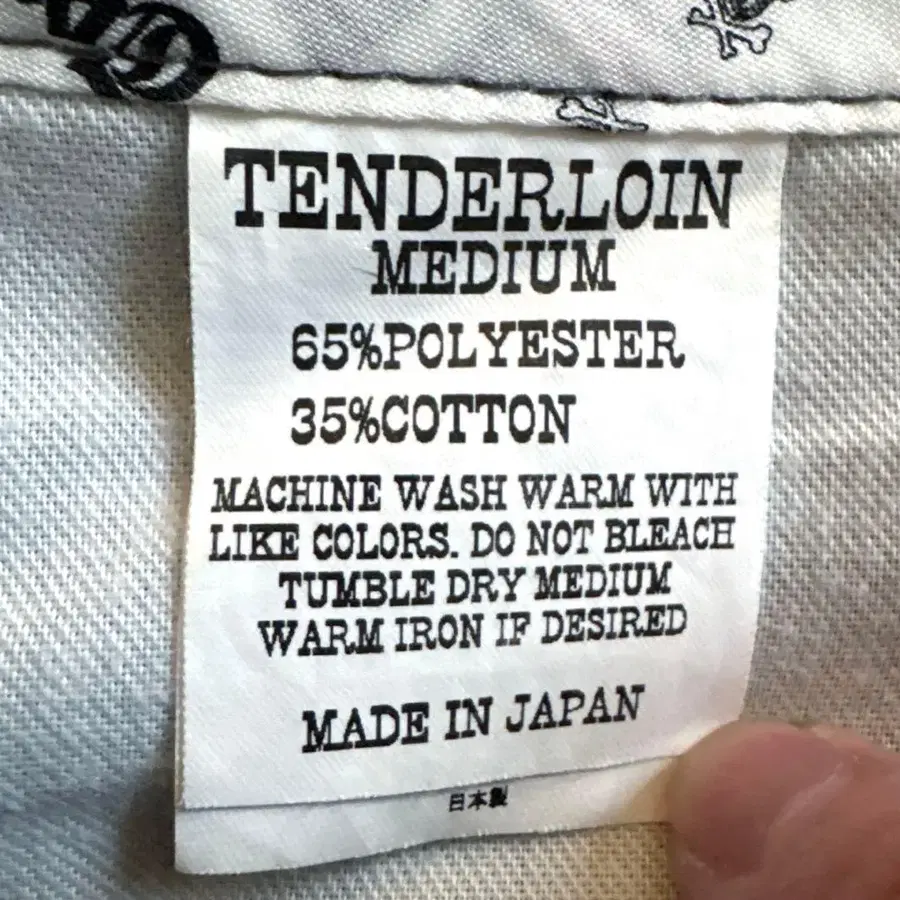 TENDERLOIN
MEDIUM
65%POLYESTER
35%COTTON
MACHINE WASH WARM WITH
LIKE COLORS. DO NOT BLEACH
TUMBLE DRY MEDIUM
WARM IRON IF DESIRED
MADE IN JAPAN
日本製